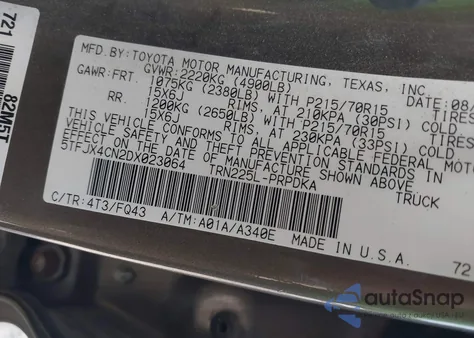 721
82M5T
MFD.BY:TOYOTA MOTOR MANUFACTURING, TEXAS, INC.
GVWR:2220KG (4900LB) DATE: 08/
GAWR:FRT. 1075KG (2380LB) WITH P215/70R15
15X6J RIMS, AT 210KPA (30PSI) COLD
RR. 1200KG (2650LB) WITH P215/70R15
15X6J RIMS, AT 230KPA (33PSI) COLD
THIS VEHICLE CONFORMS TO ALL APPLICABLE FEDERAL MOTOR
VEHICLE SAFETY AND THEFT PREVENTION STANDARDS IN
EFFECT ON THE DATE OF MANUFACTURE SHOWN ABOVE.
5TFJX4CN2DX023064 TRN225L-PRPDKA TRUCK
C/TR:4T3/FQ43 A/TM:A01A/A340E MADE IN U.S.A.
72
autoSnap